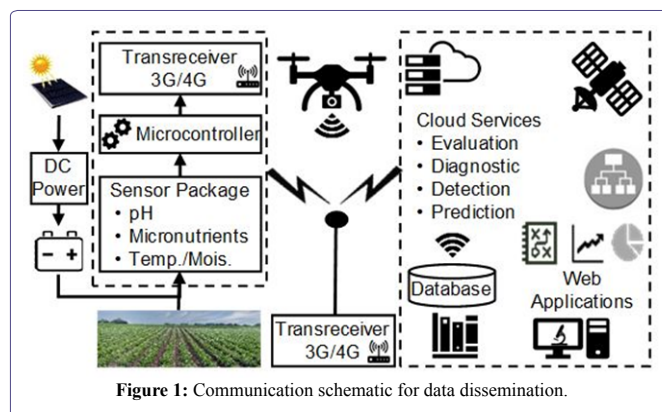 Transreceiver
3G/4G
Microcontroller
DC
Power
Sensor Package
• pH
• Micronutrients
• Temp./Mois.
Cloud Services
• Evaluation
• Diagnostic
• Detection
• Prediction
Database
Web
Applications
Transreceiver
3G/4G
Figure 1: Communication schematic for data dissemination.